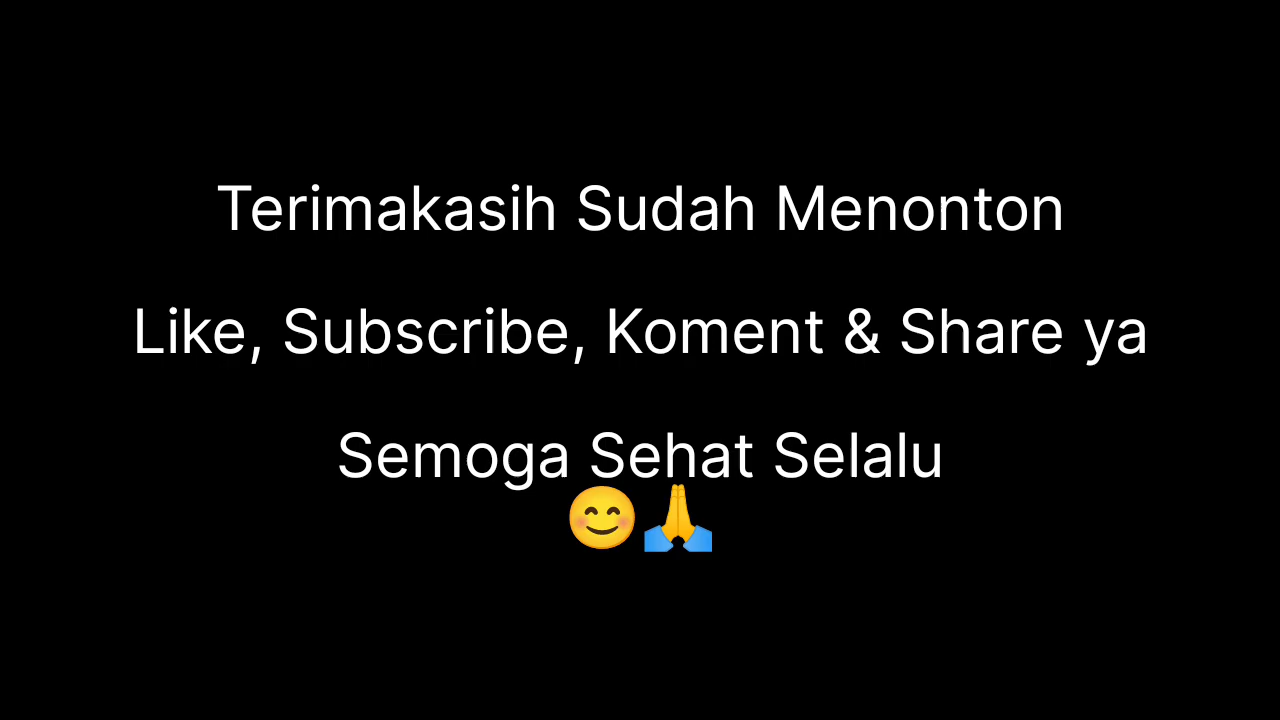 Terimakasih Sudah Menonton
Like, Subscribe, Koment & Share ya
Semoga Sehat Selalu
😊🙏